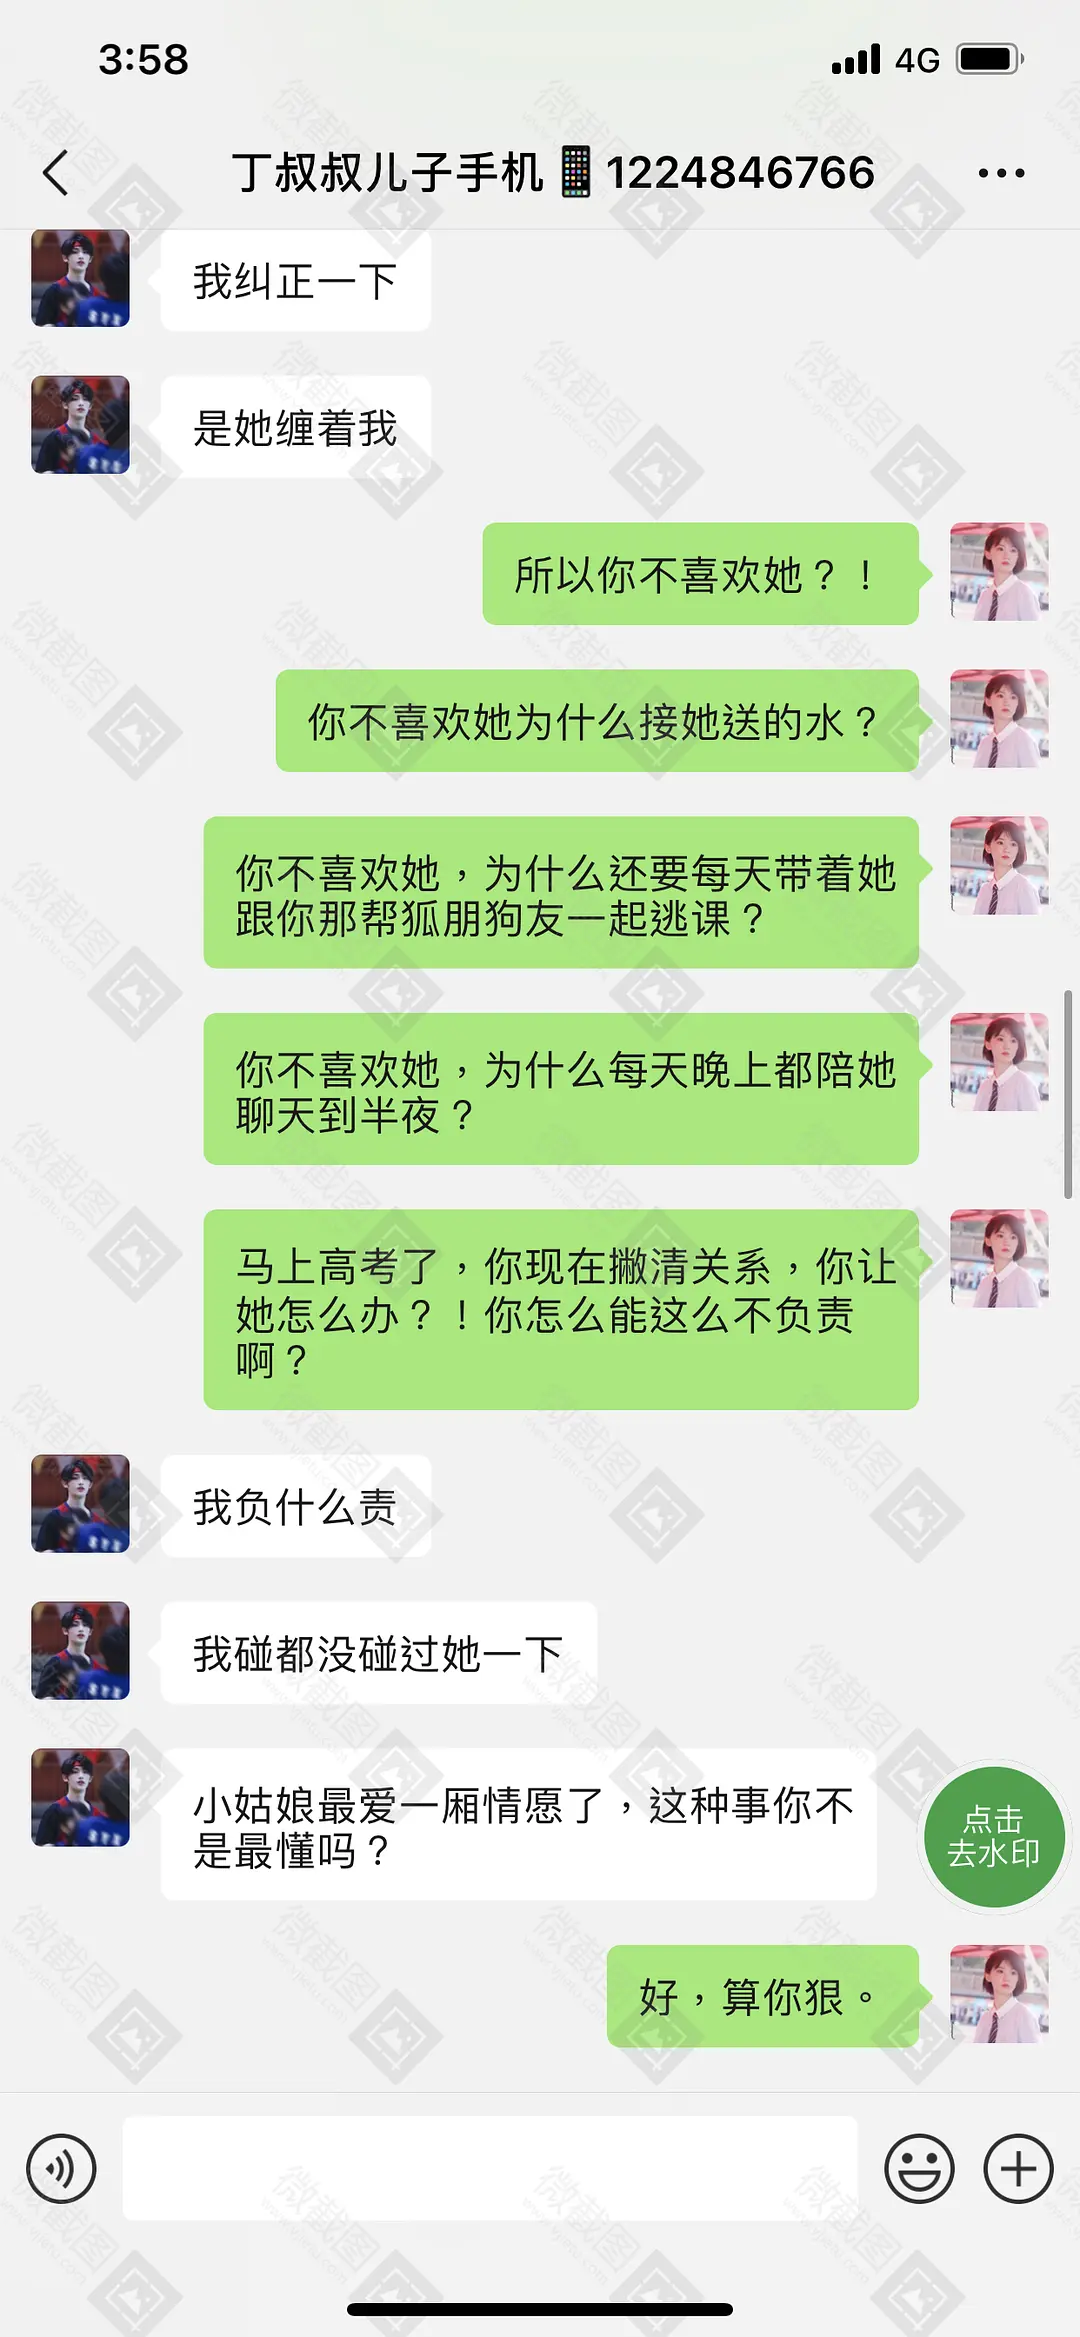 3:58
4G
丁叔叔儿子手机📱1224846766
我纠正一下
是她缠着我
所以你不喜欢她？！
你不喜欢她为什么接她送的水？
你不喜欢她，为什么还要每天带着她
跟你那帮狐朋狗友一起逃课？
你不喜欢她，为什么每天晚上都陪她
聊天到半夜？
马上高考了，你现在撇清关系，你让
她怎么办？！你怎么能这么不负责
啊？
我负什么责
我碰都没碰过她一下
小姑娘最爱一厢情愿了，这种事你不
是最懂吗？
点击
去水印
好，算你狠。
微截图